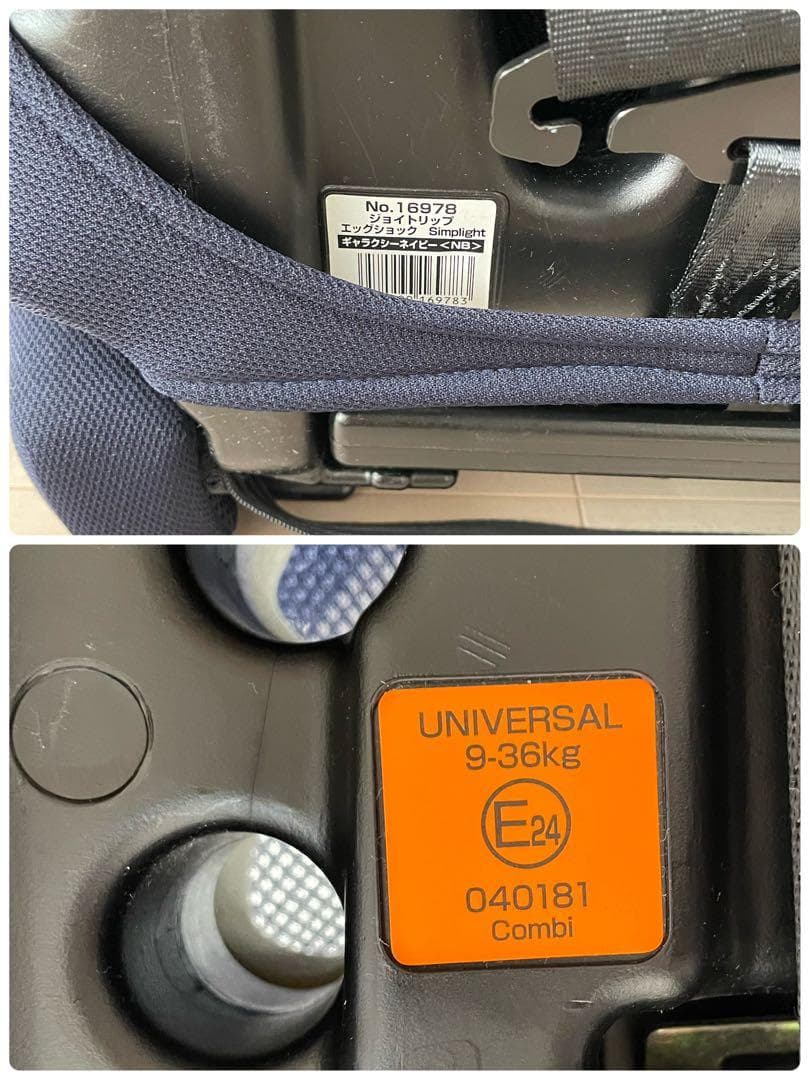 No.16978
ジョイトリップ
エッグショック Simplight
ギャラクシーネイビー<NB>
169783
UNIVERSAL
9-36kg
E24
040181
Combi